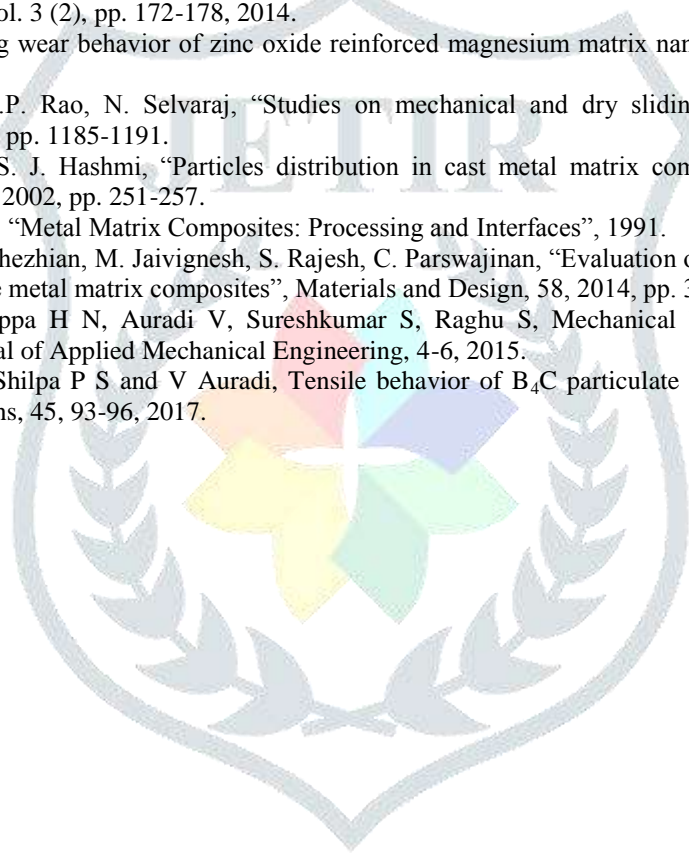 ol. 3 (2), pp. 172-178, 2014.
g wear behavior of zinc oxide reinforced magnesium matrix nan
.P. Rao, N. Selvaraj, “Studies on mechanical and dry sliding
pp. 1185-1191.
JETIR
S. J. Hashmi, “Particles distribution in cast metal matrix com
2002, pp. 251-257.
“Metal Matrix Composites: Processing and Interfaces”, 1991.
hezhian, M. Jaivignesh, S. Rajesh, C. Parswajinan, “Evaluation o
e metal matrix composites”, Materials and Design, 58, 2014, pp. 3
ppa H N, Auradi V, Sureshkumar S, Raghu S, Mechanical
al of Applied Mechanical Engineering, 4-6, 2015.
Shilpa P S and V Auradi, Tensile behavior of B₄C particulate
ns, 45, 93-96, 2017.